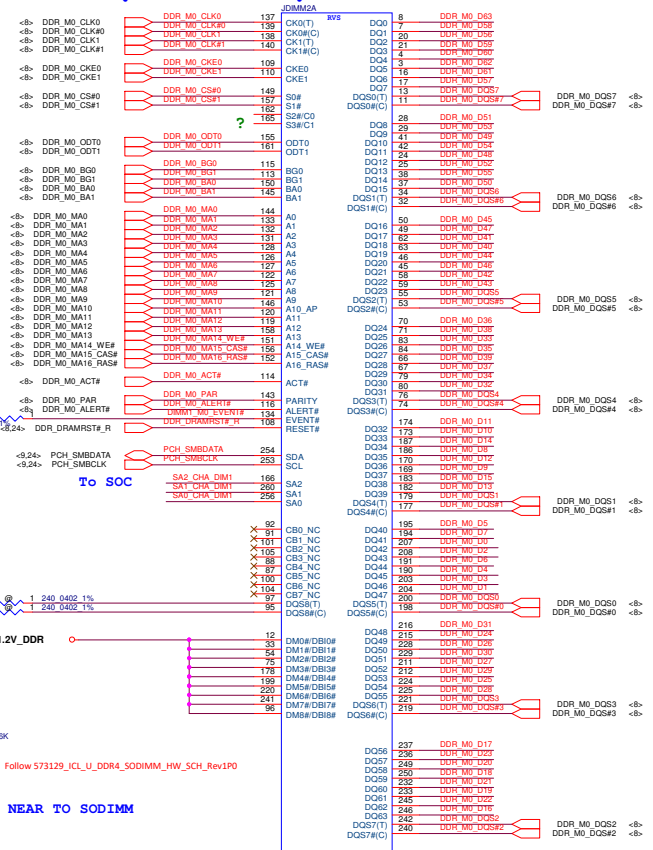 JDIMM2A
RVS
<8> DDR_M0_CLK0 DDR_M0_CLK0 137 CK0(T)
<8> DDR_M0_CLK#0 DDR_M0_CLK#0 139 CK0#(C)
<8> DDR_M0_CLK1 DDR_M0_CLK1 138 CK1(T)
<8> DDR_M0_CLK#1 DDR_M0_CLK#1 140 CK1#(C)
<8> DDR_M0_CKE0 DDR_M0_CKE0 109 CKE0
<8> DDR_M0_CKE1 DDR_M0_CKE1 110 CKE1
<8> DDR_M0_CS#0 DDR_M0_CS#0 149 S0#
<8> DDR_M0_CS#1 DDR_M0_CS#1 157 S1#
162 S2#/C0
? 165 S3#/C1
<8> DDR_M0_ODT0 DDR_M0_ODT0 155 ODT0
<8> DDR_M0_ODT1 DDR_M0_ODT1 161 ODT1
<8> DDR_M0_BG0 DDR_M0_BG0 115 BG0
<8> DDR_M0_BG1 DDR_M0_BG1 113 BG1
<8> DDR_M0_BA0 DDR_M0_BA0 150 BA0
<8> DDR_M0_BA1 DDR_M0_BA1 145 BA1
<8> DDR_M0_MA0 DDR_M0_MA0 144 A0
<8> DDR_M0_MA1 DDR_M0_MA1 133 A1
<8> DDR_M0_MA2 DDR_M0_MA2 132 A2
<8> DDR_M0_MA3 DDR_M0_MA3 131 A3
<8> DDR_M0_MA4 DDR_M0_MA4 128 A4
<8> DDR_M0_MA5 DDR_M0_MA5 126 A5
<8> DDR_M0_MA6 DDR_M0_MA6 127 A6
<8> DDR_M0_MA7 DDR_M0_MA7 122 A7
<8> DDR_M0_MA8 DDR_M0_MA8 125 A8
<8> DDR_M0_MA9 DDR_M0_MA9 121 A9
<8> DDR_M0_MA10 DDR_M0_MA10 146 A10_AP
<8> DDR_M0_MA11 DDR_M0_MA11 120 A11
<8> DDR_M0_MA12 DDR_M0_MA12 119 A12
<8> DDR_M0_MA13 DDR_M0_MA13 158 A13
<8> DDR_M0_MA14_WE# DDR_M0_MA14_WE# 151 A14_WE#
<8> DDR_M0_MA15_CAS# DDR_M0_MA15_CAS# 156 A15_CAS#
<8> DDR_M0_MA16_RAS# DDR_M0_MA16_RAS# 152 A16_RAS#
<8> DDR_M0_ACT# DDR_M0_ACT# 114 ACT#
<8> DDR_M0_PAR DDR_M0_PAR 143 PARITY
<8> DDR_M0_ALERT# DDR_M0_ALERT# 116 ALERT#
1 DIMM1_M0_EVENT# 134 EVENT#
<8,24> DDR_DRAMRST#_R DDR_DRAMRST#_R 108 RESET#
<9,24> PCH_SMBDATA PCH_SMBDATA 254 SDA
<9,24> PCH_SMBCLK PCH_SMBCLK 253 SCL
To SOC
SA2_CHA_DIM1 166 SA2
SA1_CHA_DIM1 260 SA1
SA0_CHA_DIM1 256 SA0
92 CB0_NC
91 CB1_NC
101 CB2_NC
105 CB3_NC
88 CB4_NC
87 CB5_NC
100 CB6_NC
104 CB7_NC
@ 1 240_0402_1% 97 DQS8(T)
@ 1 240_0402_1% 95 DQS8#(C)
.2V_DDR
12 DM0#/DBI0#
33 DM1#/DBI1#
54 DM2#/DBI2#
75 DM3#/DBI3#
178 DM4#/DBI4#
199 DM5#/DBI5#
220 DM6#/DBI6#
241 DM7#/DBI7#
96 DM8#/DBI8#
Follow 573129_ICL_U_DDR4_SODIMM_HW_SCH_Rev1P0
NEAR TO SODIMM
DQ0 8 DDR_M0_D63
DQ1 7 DDR_M0_D58
DQ2 20 DDR_M0_D56
DQ3 21 DDR_M0_D59
DQ4 4 DDR_M0_D60
DQ5 3 DDR_M0_D62
DQ6 16 DDR_M0_D61
DQ7 17 DDR_M0_D57
DQS0(T) 13 DDR_M0_DQS7 DDR_M0_DQS7 <8>
DQS0#(C) 11 DDR_M0_DQS#7 DDR_M0_DQS#7 <8>
DQ8 28 DDR_M0_D51
DQ9 29 DDR_M0_D53
DQ10 41 DDR_M0_D49
DQ11 42 DDR_M0_D54
DQ12 24 DDR_M0_D48
DQ13 25 DDR_M0_D52
DQ14 38 DDR_M0_D55
DQ15 37 DDR_M0_D50
DQS1(T) 34 DDR_M0_DQS6 DDR_M0_DQS6 <8>
DQS1#(C) 32 DDR_M0_DQS#6 DDR_M0_DQS#6 <8>
DQ16 50 DDR_M0_D45
DQ17 49 DDR_M0_D47
DQ18 62 DDR_M0_D41
DQ19 63 DDR_M0_D40
DQ20 46 DDR_M0_D44
DQ21 45 DDR_M0_D46
DQ22 58 DDR_M0_D42
DQ23 59 DDR_M0_D43
DQS2(T) 55 DDR_M0_DQS5 DDR_M0_DQS5 <8>
DQS2#(C) 53 DDR_M0_DQS#5 DDR_M0_DQS#5 <8>
DQ24 70 DDR_M0_D36
DQ25 71 DDR_M0_D38
DQ26 83 DDR_M0_D33
DQ27 84 DDR_M0_D35
DQ28 66 DDR_M0_D39
DQ29 67 DDR_M0_D37
DQ30 79 DDR_M0_D34
DQ31 80 DDR_M0_D32
DQS3(T) 76 DDR_M0_DQS4 DDR_M0_DQS4 <8>
DQS3#(C) 74 DDR_M0_DQS#4 DDR_M0_DQS#4 <8>
DQ32 174 DDR_M0_D11
DQ33 173 DDR_M0_D10
DQ34 187 DDR_M0_D14
DQ35 186 DDR_M0_D8
DQ36 170 DDR_M0_D12
DQ37 169 DDR_M0_D9
DQ38 183 DDR_M0_D15
DQ39 182 DDR_M0_D13
DQS4(T) 179 DDR_M0_DQS1 DDR_M0_DQS1 <8>
DQS4#(C) 177 DDR_M0_DQS#1 DDR_M0_DQS#1 <8>
DQ40 195 DDR_M0_D5
DQ41 194 DDR_M0_D7
DQ42 207 DDR_M0_D0
DQ43 208 DDR_M0_D2
DQ44 191 DDR_M0_D6
DQ45 190 DDR_M0_D4
DQ46 203 DDR_M0_D3
DQ47 204 DDR_M0_D1
DQS5(T) 200 DDR_M0_DQS0 DDR_M0_DQS0 <8>
DQS5#(C) 198 DDR_M0_DQS#0 DDR_M0_DQS#0 <8>
DQ48 216 DDR_M0_D31
DQ49 215 DDR_M0_D24
DQ50 228 DDR_M0_D26
DQ51 229 DDR_M0_D30
DQ52 211 DDR_M0_D27
DQ53 212 DDR_M0_D29
DQ54 224 DDR_M0_D25
DQ55 225 DDR_M0_D28
DQS6(T) 221 DDR_M0_DQS3 DDR_M0_DQS3 <8>
DQS6#(C) 219 DDR_M0_DQS#3 DDR_M0_DQS#3 <8>
DQ56 237 DDR_M0_D17
DQ57 236 DDR_M0_D23
DQ58 249 DDR_M0_D20
DQ59 250 DDR_M0_D18
DQ60 232 DDR_M0_D21
DQ61 233 DDR_M0_D19
DQ62 245 DDR_M0_D22
DQ63 246 DDR_M0_D16
DQS7(T) 242 DDR_M0_DQS2 DDR_M0_DQS2 <8>
DQS7#(C) 240 DDR_M0_DQS#2 DDR_M0_DQS#2 <8>